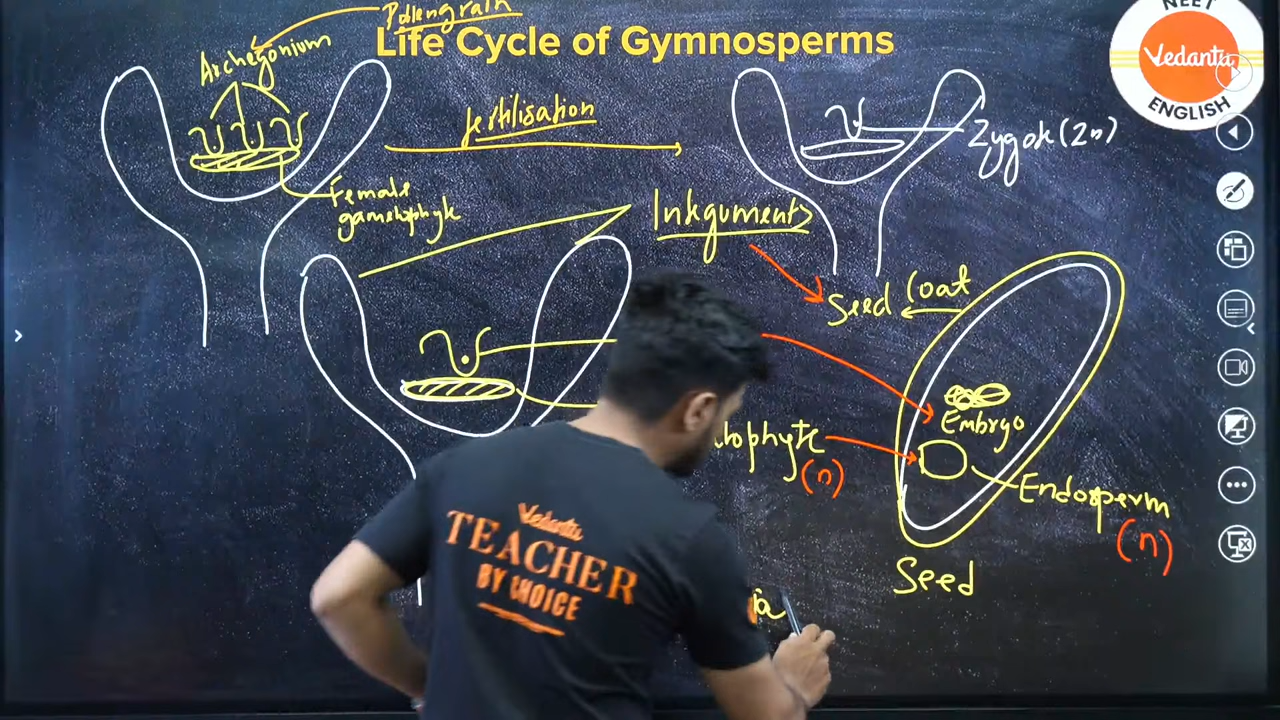 Pollengrain
Life Cycle of Gymnosperms
NEET
Vedantu
ENGLISH
Archegonium
fertilisation
Zygote (2n)
Female
gametophyte
Integuments
Seed Coat
Embryo
(n)
Endosperm
(n)
Seed
Vedantu
TEACHER
BY CHOICE